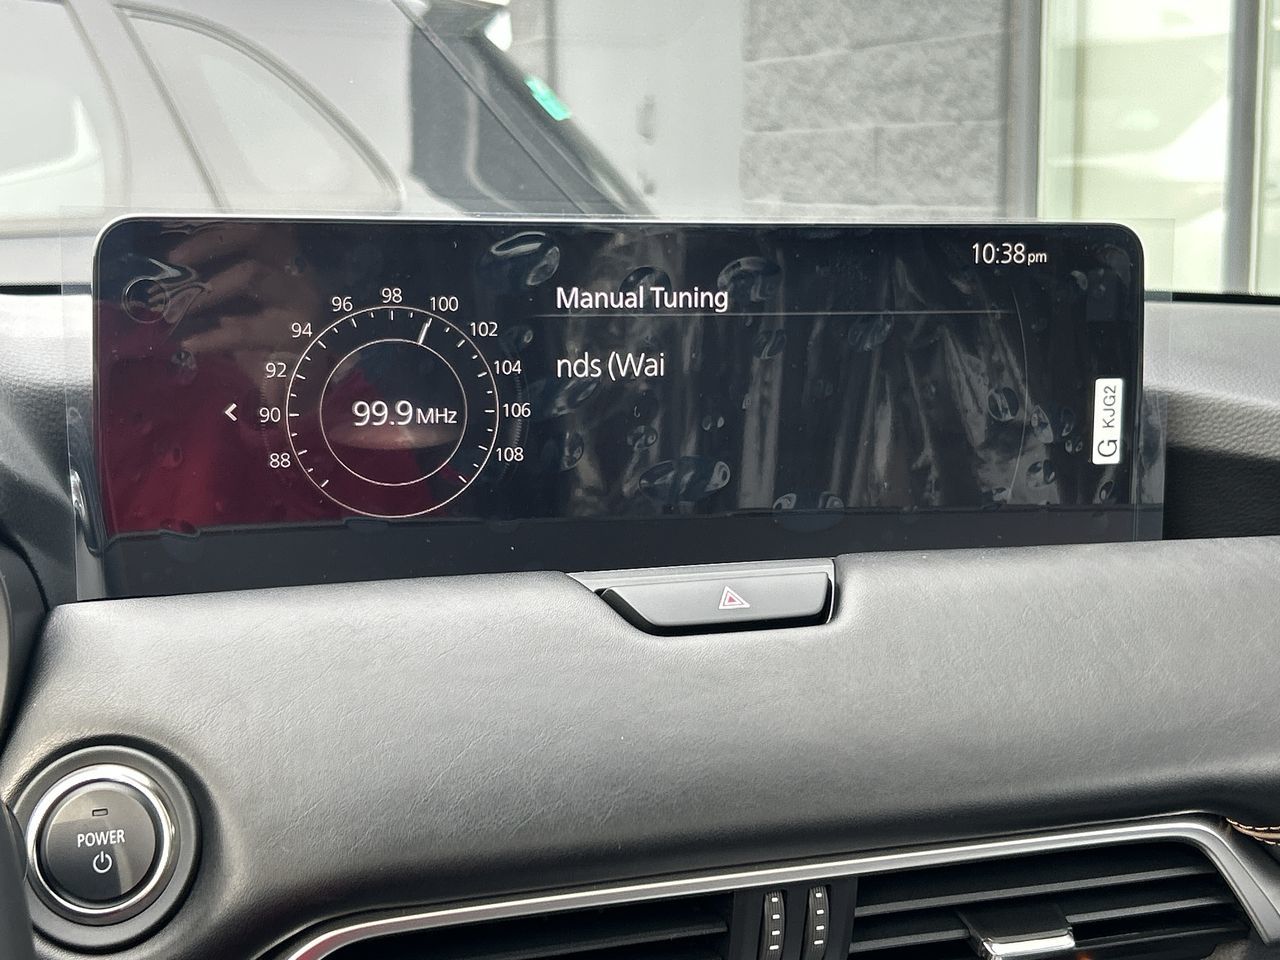 10:38pm
Manual Tuning
nds (Wai
96 98 100
94 102
92 104
90 99.9 MHz 106
88 108
G KJG2
POWER